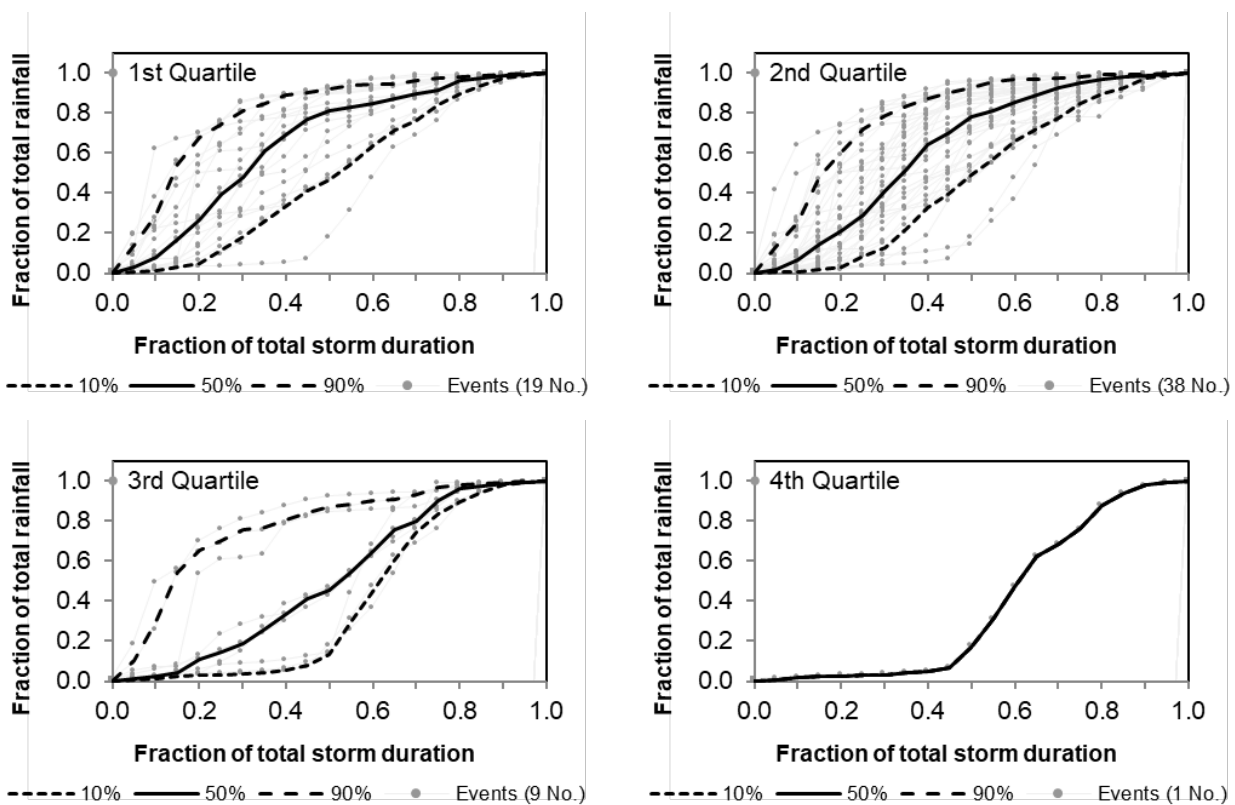 1st Quartile
Fraction of total rainfall
1.0
0.8
0.6
0.4
0.2
0.0
0.0 0.2 0.4 0.6 0.8 1.0
Fraction of total storm duration
10% 50% 90% Events (19 No.)
2nd Quartile
Fraction of total rainfall
1.0
0.8
0.6
0.4
0.2
0.0
0.0 0.2 0.4 0.6 0.8 1.0
Fraction of total storm duration
10% 50% 90% Events (38 No.)
3rd Quartile
Fraction of total rainfall
1.0
0.8
0.6
0.4
0.2
0.0
0.0 0.2 0.4 0.6 0.8 1.0
Fraction of total storm duration
10% 50% 90% Events (9 No.)
4th Quartile
Fraction of total rainfall
1.0
0.8
0.6
0.4
0.2
0.0
0.0 0.2 0.4 0.6 0.8 1.0
Fraction of total storm duration
10% 50% 90% Events (1 No.)